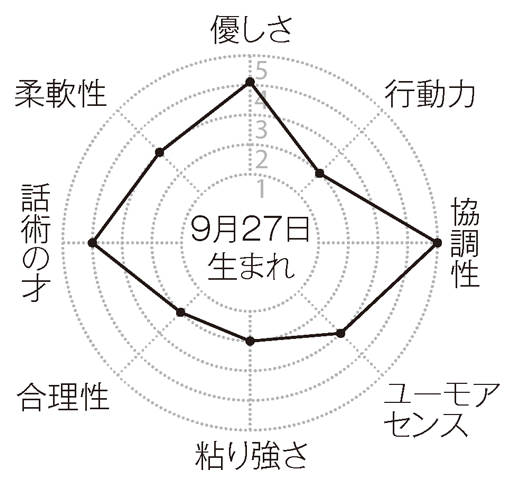 優しさ
行動力
協調性
ユーモア
センス
粘り強さ
合理性
話術の才
柔軟性
5
4
3
2
1
9月27日
生まれ